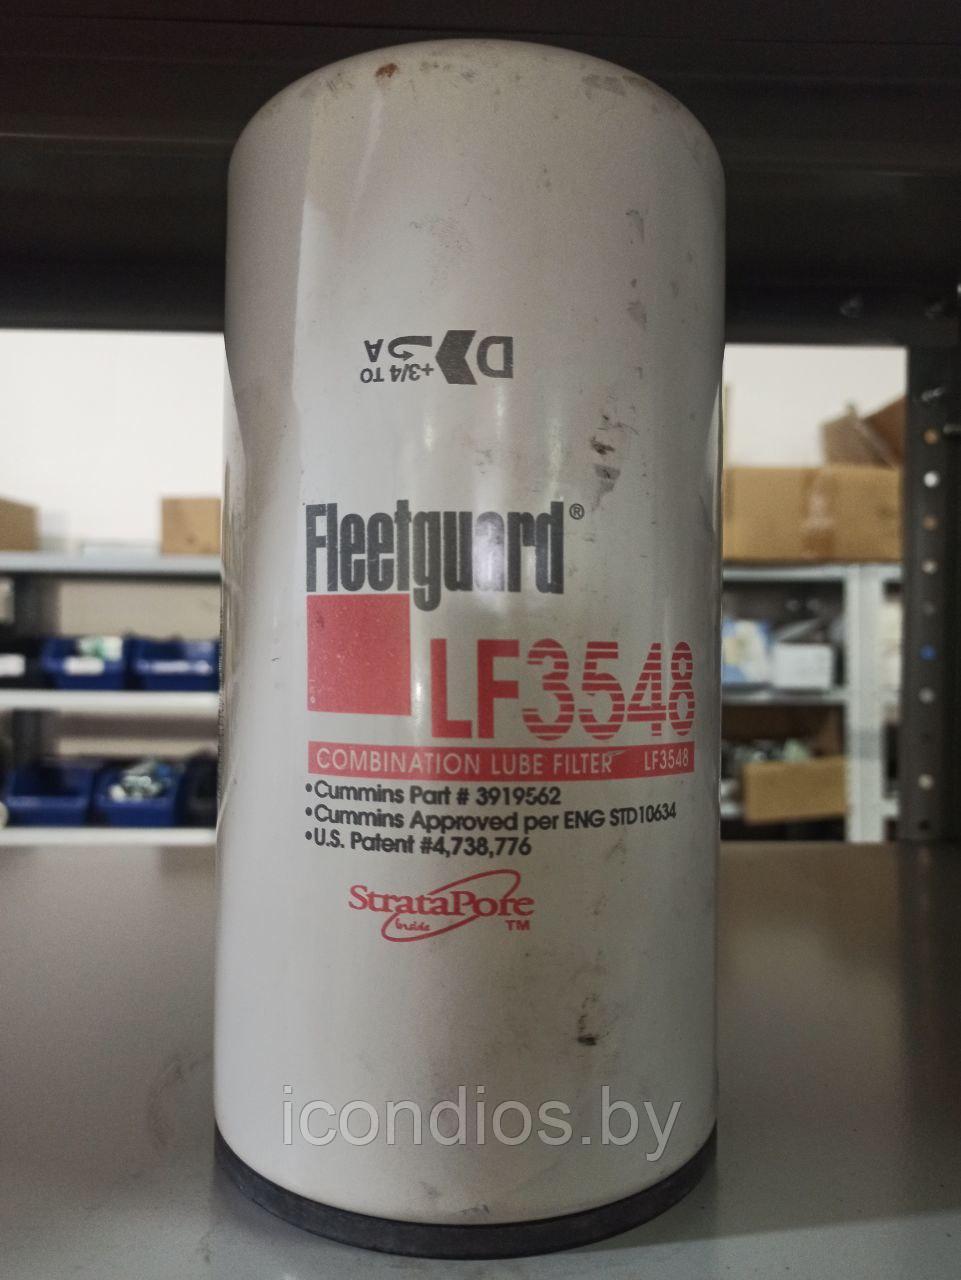 D
+3/4 TO
A
Fleetguard®
LF3548
COMBINATION LUBE FILTER LF3548
•Cummins Part # 3919562
•Cummins Approved per ENG STD10634
•U.S. Patent #4,738,776
StrataPore
Inside TM
icondios.by